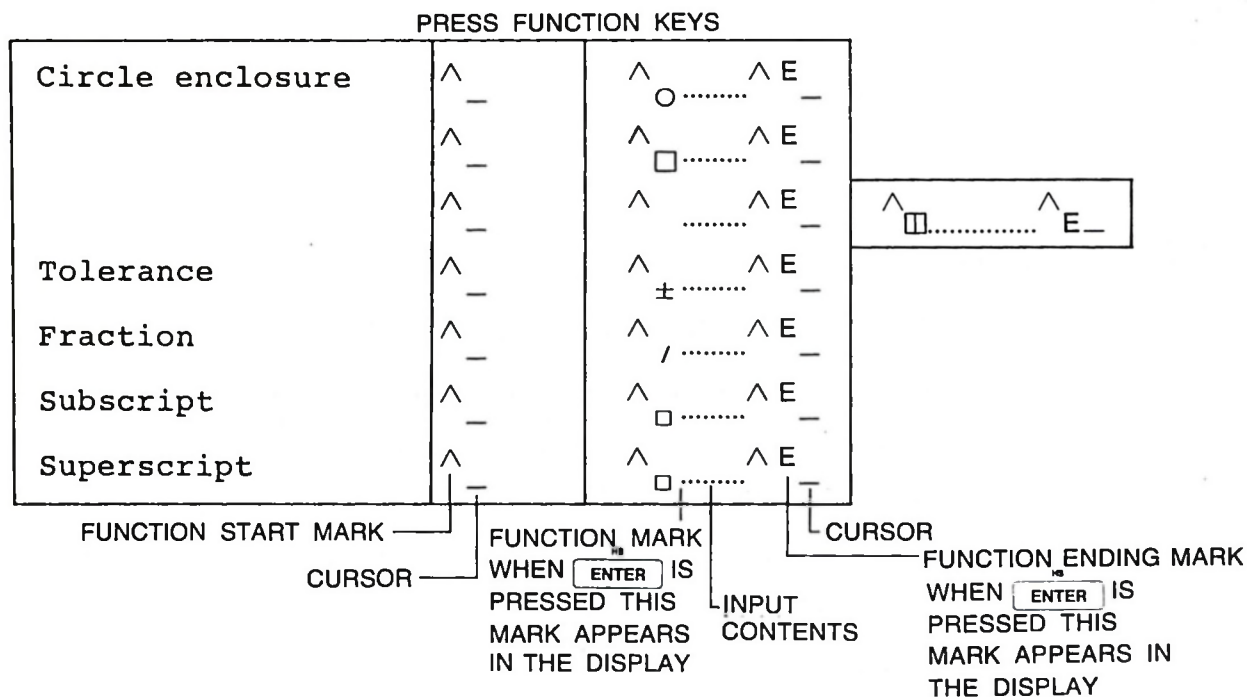 PRESS FUNCTION KEYS
Circle enclosure ^ _ ^ ○ ········· ^ E _
^ _ ^ □ ········· ^ E _
^ _ ^ ········· ^ E _ ^ ◫ .............. ^ E _
Tolerance ^ _ ^ ± ········· ^ E _
Fraction ^ _ ^ / ········· ^ E _
Subscript ^ _ ^ □ ········· ^ E _
Superscript ^ _ ^ □ ········· ^ E _
FUNCTION START MARK
CURSOR
FUNCTION MARK
WHEN ENTER IS
PRESSED THIS
MARK APPEARS
IN THE DISPLAY
INPUT
CONTENTS
CURSOR
FUNCTION ENDING MARK
WHEN ENTER IS
PRESSED THIS
MARK APPEARS IN
THE DISPLAY